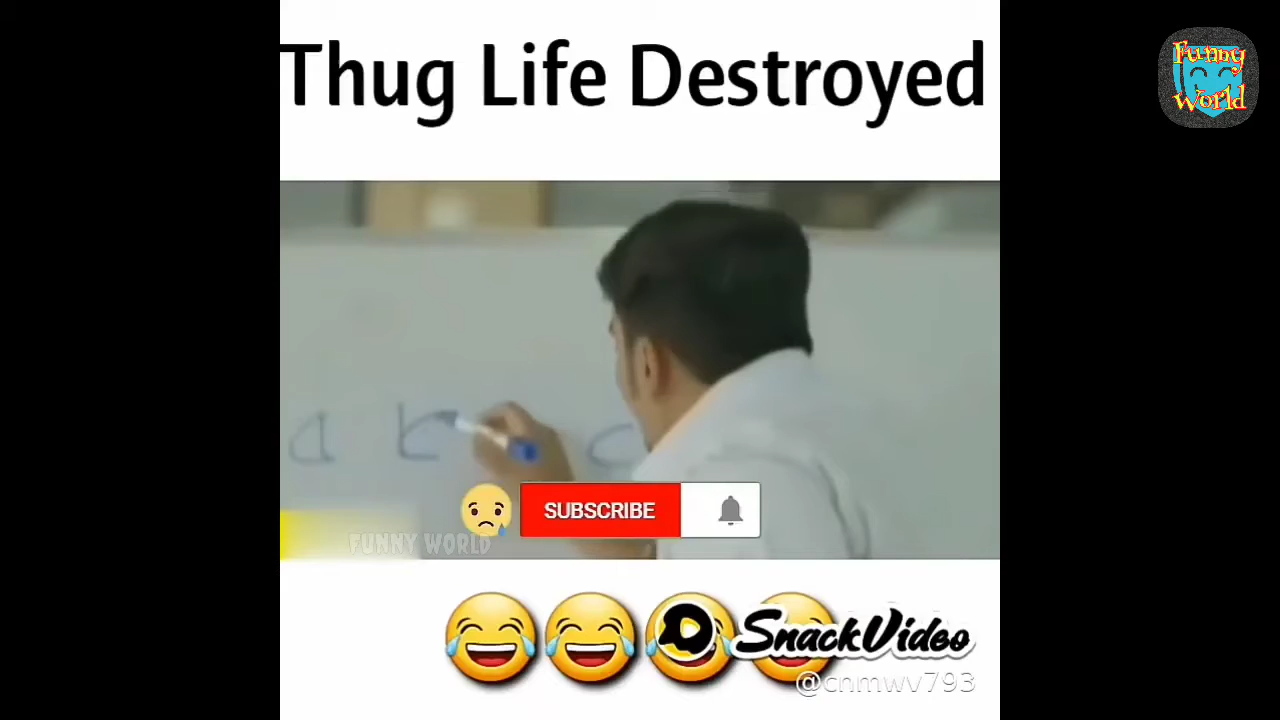 Thug Life Destroyed
Funny
World
a b c
SUBSCRIBE
FUNNY WORLD
SnackVideo
@cnmwv793